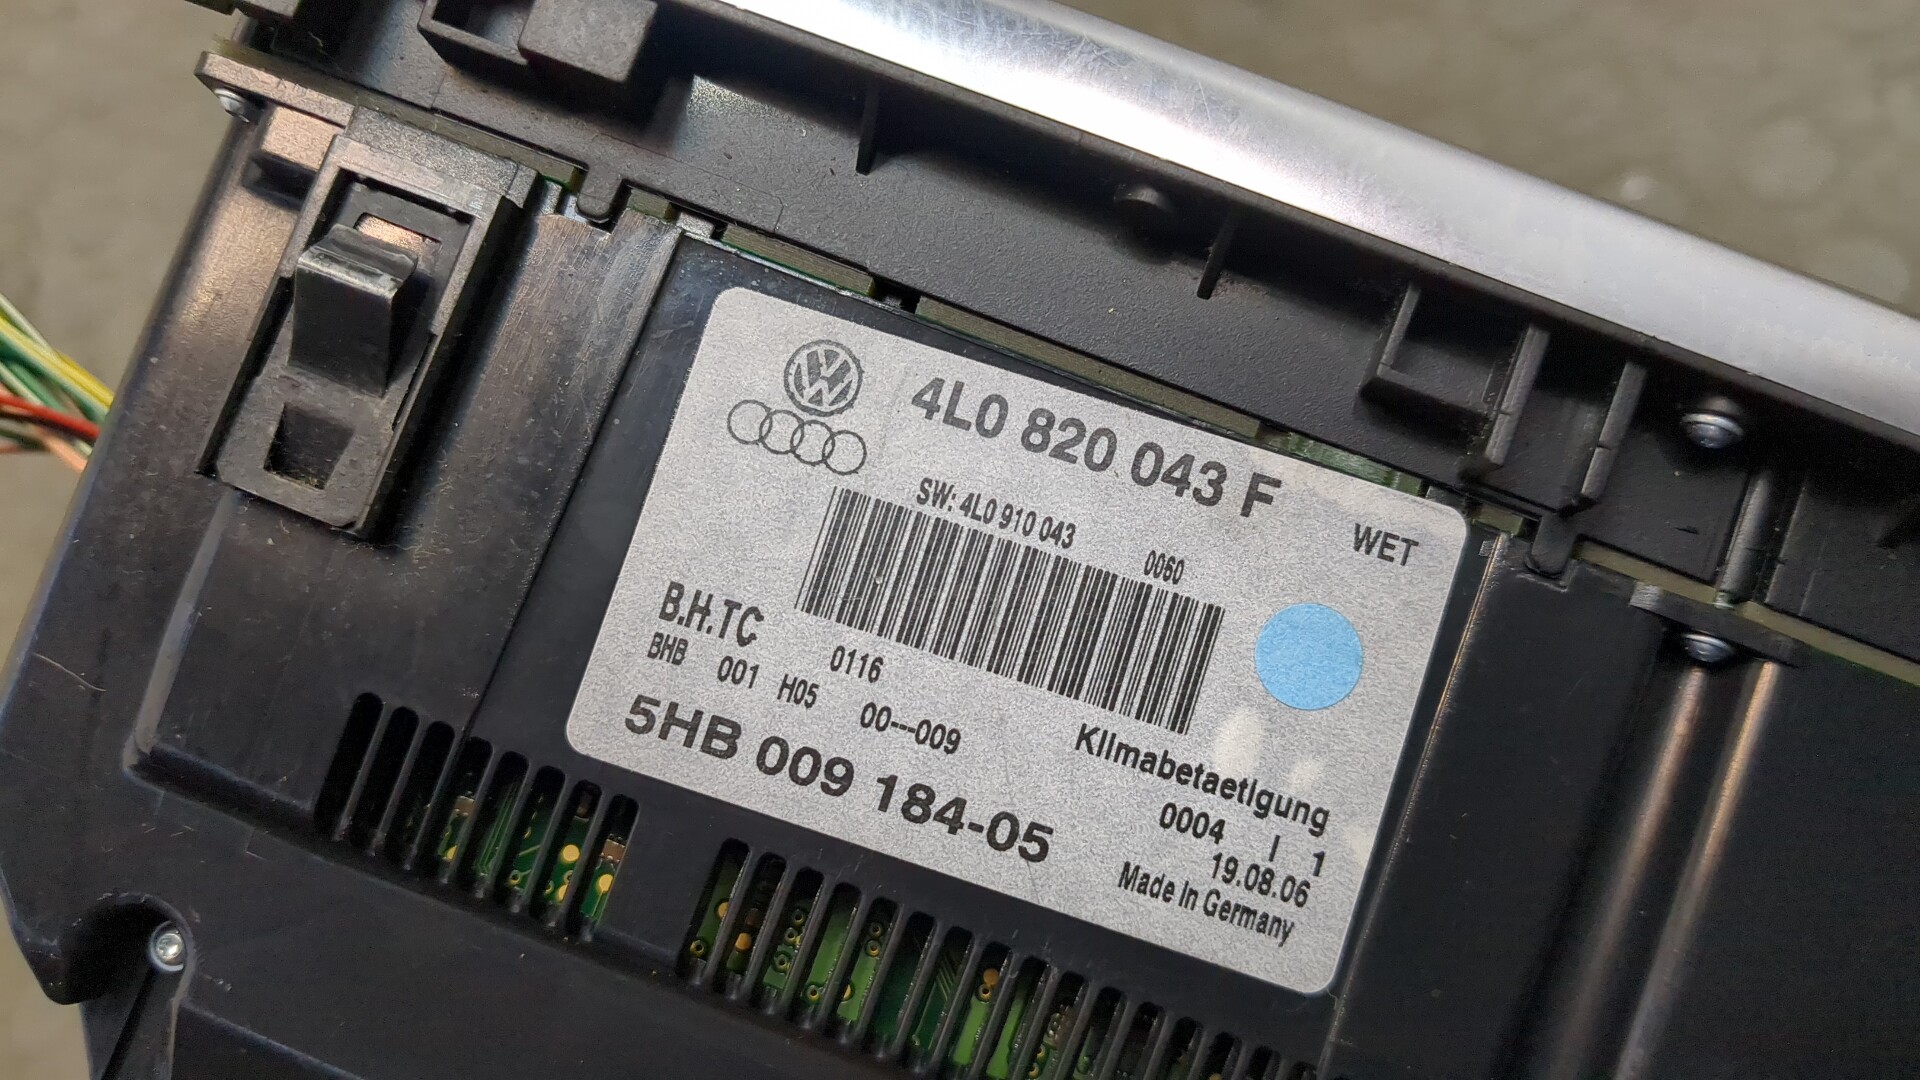 4L0 820 043 F
SW: 4L0 910 043 0060
WET
B.H.TC 0116
BHB 001 H05 00---009
5HB 009 184-05
Klimabetaetigung
0004 / 1
19.08.06
Made in Germany